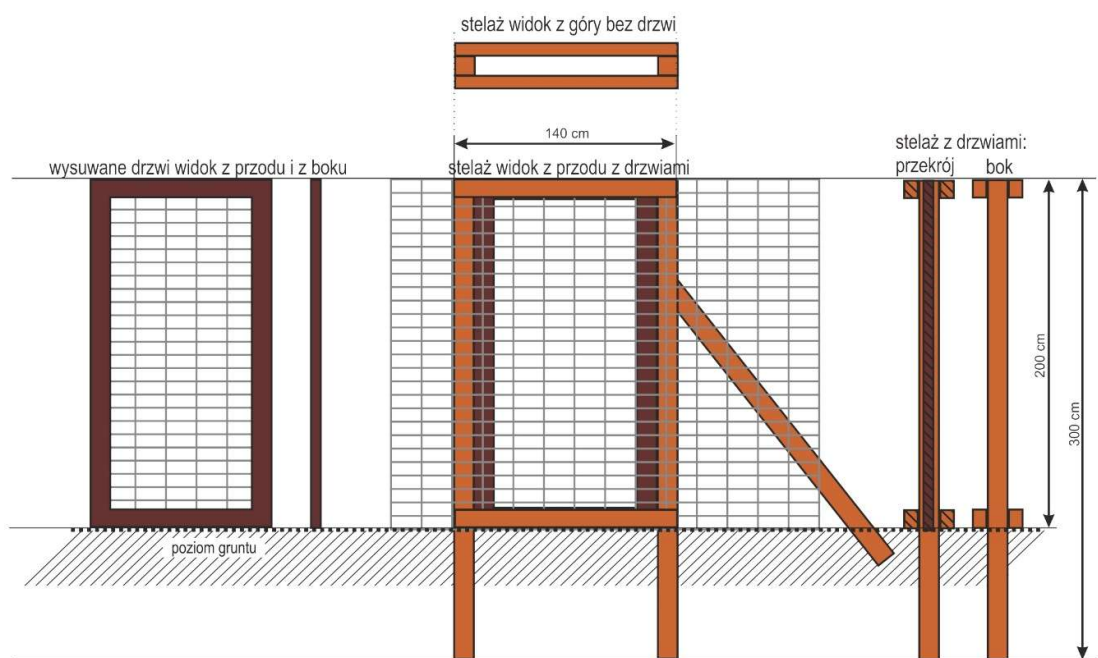 stelaż widok z góry bez drzwi
140 cm
wysuwane drzwi widok z przodu i z boku
stelaż widok z przodu z drzwiami
stelaż z drzwiami:
przekrój
bok
200 cm
300 cm
poziom gruntu